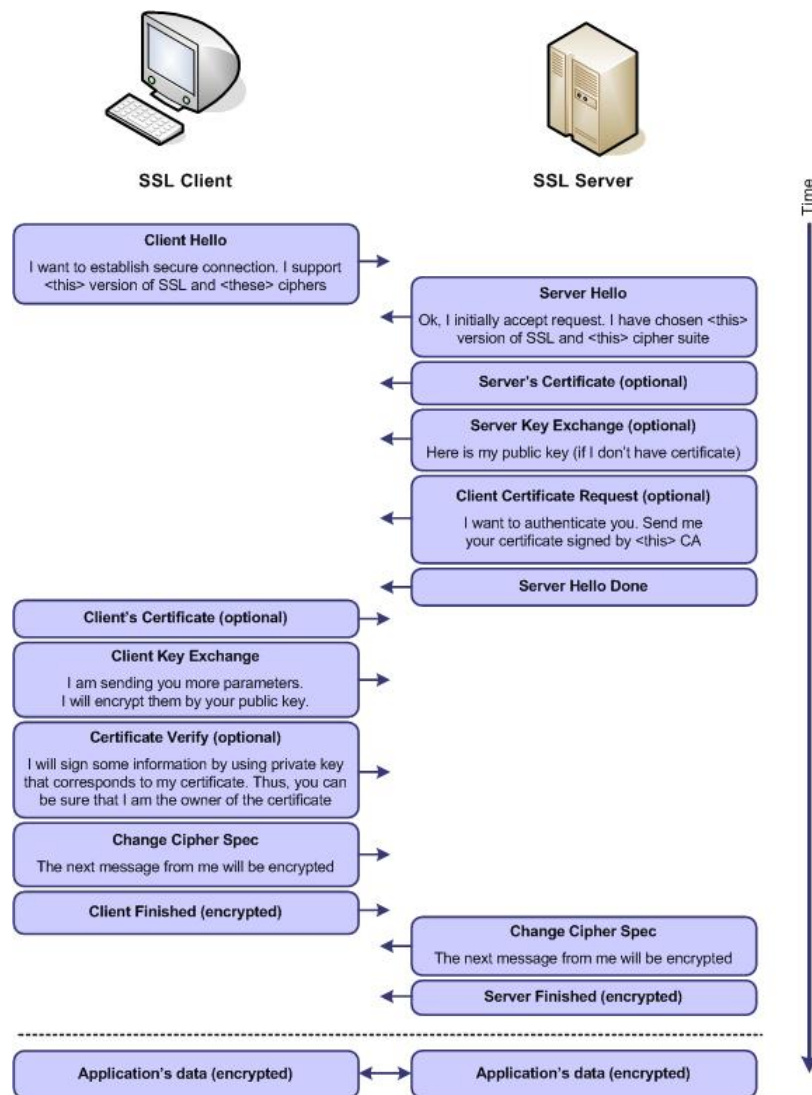 SSL Client
SSL Server
Time
Client Hello
I want to establish secure connection. I support
<this> version of SSL and <these> ciphers
Server Hello
Ok, I initially accept request. I have chosen <this>
version of SSL and <this> cipher suite
Server's Certificate (optional)
Server Key Exchange (optional)
Here is my public key (if I don't have certificate)
Client Certificate Request (optional)
I want to authenticate you. Send me
your certificate signed by <this> CA
Server Hello Done
Client's Certificate (optional)
Client Key Exchange
I am sending you more parameters.
I will encrypt them by your public key.
Certificate Verify (optional)
I will sign some information by using private key
that corresponds to my certificate. Thus, you can
be sure that I am the owner of the certificate
Change Cipher Spec
The next message from me will be encrypted
Client Finished (encrypted)
Change Cipher Spec
The next message from me will be encrypted
Server Finished (encrypted)
Application's data (encrypted)
Application's data (encrypted)